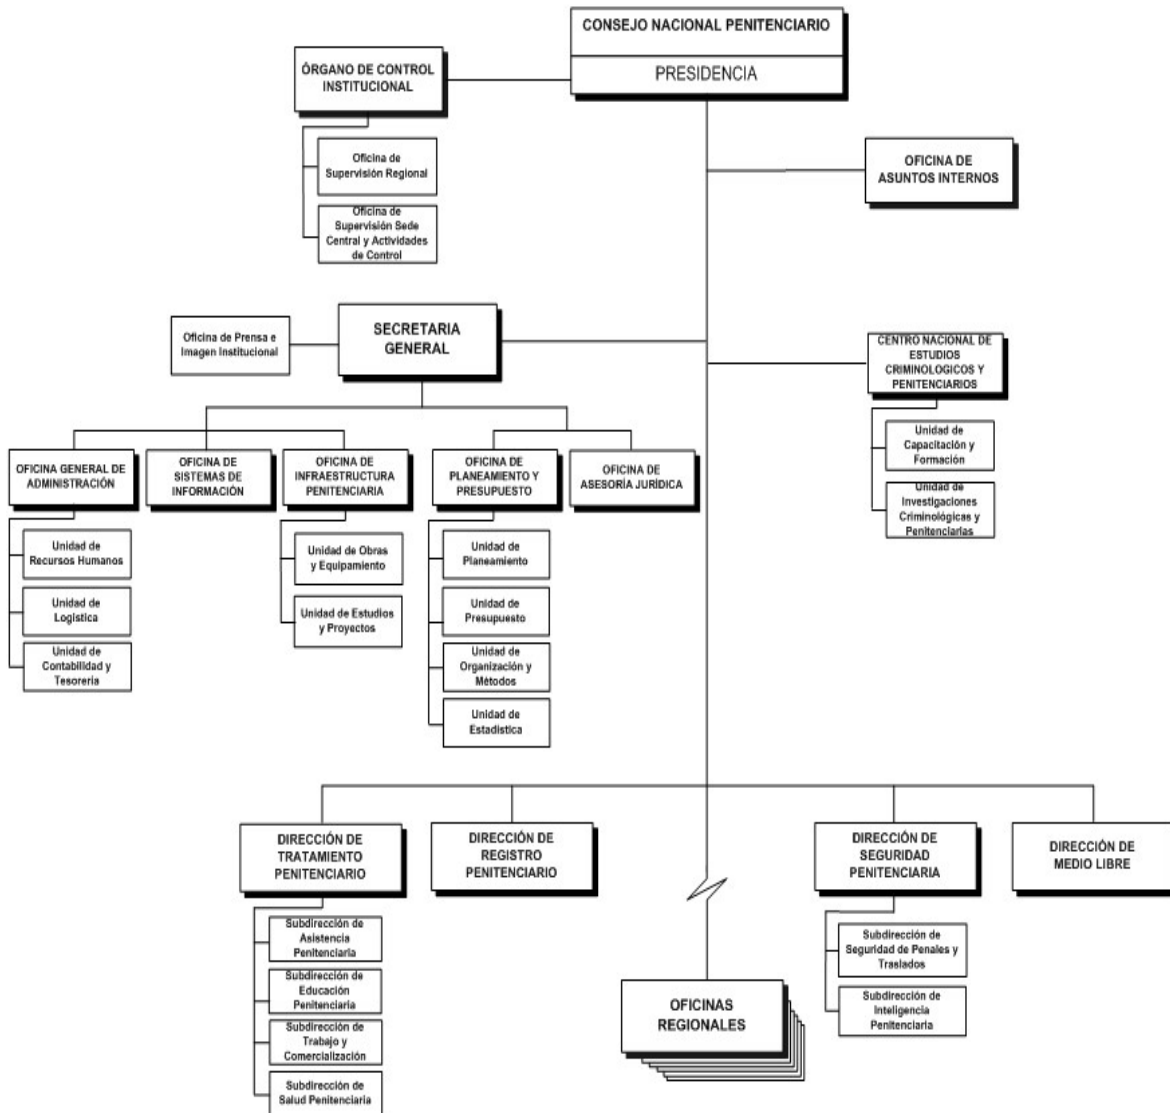 CONSEJO NACIONAL PENITENCIARIO
PRESIDENCIA
ÓRGANO DE CONTROL
INSTITUCIONAL
Oficina de
Supervisión Regional
Oficina de
Supervisión Sede
Central y Actividades
de Control
OFICINA DE
ASUNTOS INTERNOS
Oficina de Prensa e
Imagen Institucional
SECRETARIA
GENERAL
CENTRO NACIONAL DE
ESTUDIOS
CRIMINOLOGICOS Y
PENITENCIARIOS
Unidad de
Capacitación y
Formación
Unidad de
Investigaciones
Criminológicas y
Penitenciarias
OFICINA GENERAL DE
ADMINISTRACIÓN
Unidad de
Recursos Humanos
Unidad de
Logistica
Unidad de
Contabilidad y
Tesoreria
OFICINA DE
SISTEMAS DE
INFORMACIÓN
OFICINA DE
INFRAESTRUCTURA
PENITENCIARIA
Unidad de Obras
y Equipamiento
Unidad de Estudios
y Proyectos
OFICINA DE
PLANEAMIENTO Y
PRESUPUESTO
Unidad de
Planeamiento
Unidad de
Presupuesto
Unidad de
Organización y
Métodos
Unidad de
Estadistica
OFICINA DE
ASESORÍA JURÍDICA
DIRECCIÓN DE
TRATAMIENTO
PENITENCIARIO
Subdirección de
Asistencia
Penitenciaria
Subdirección de
Educación
Penitenciaria
Subdirección de
Trabajo y
Comercialización
Subdirección de
Salud Penitenciaria
DIRECCIÓN DE
REGISTRO
PENITENCIARIO
OFICINAS
REGIONALES
DIRECCIÓN DE
SEGURIDAD
PENITENCIARIA
Subdirección de
Seguridad de Penales y
Traslados
Subdirección de
Inteligencia
Penitenciaria
DIRECCIÓN DE
MEDIO LIBRE